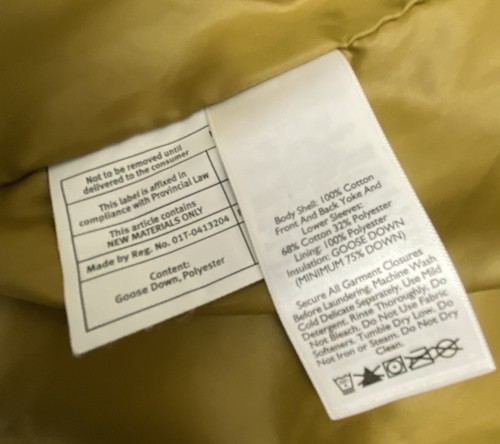 Not to be removed until
delivered to the consumer
This label is affixed in
compliance with Provincial Law
This article contains
NEW MATERIALS ONLY
Made by Reg. No. 01T-0413204
Content:
Goose Down, Polyester
Body Shell: 100% Cotton
Front And Back Yoke And
Lower Sleeves:
68% Cotton 32% Polyester
Lining: 100% Polyester
Insulation: GOOSE DOWN
(MINIMUM 75% DOWN)
Secure All Garment Closures
Before Laundering. Machine Wash
Cold Delicate Separately. Use Mild
Detergent. Rinse Thoroughly. Do
Not Bleach. Do Not Use Fabric
Softeners. Tumble Dry Low. Do
Not Iron or Steam. Do Not Dry
Clean.